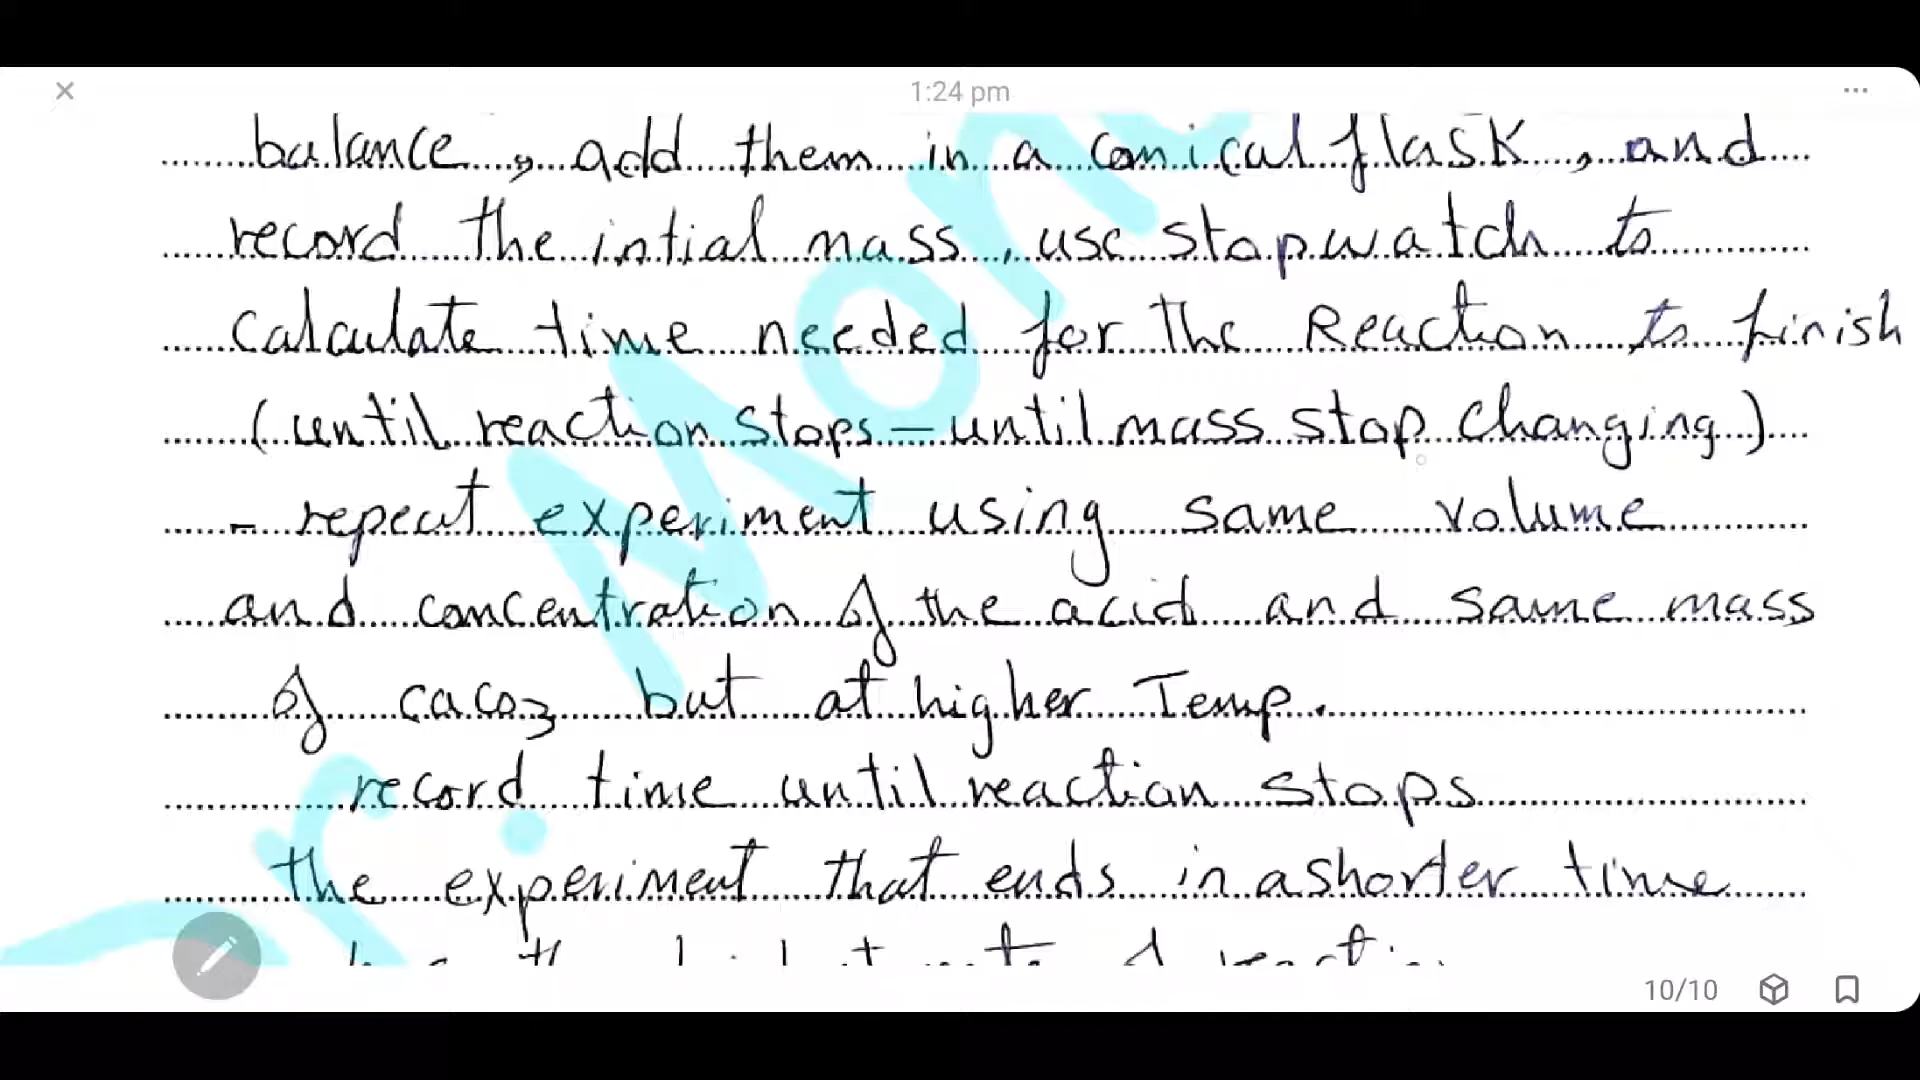 1:24 pm
balance, add them in a conical flask, and
record the intial mass, use stopwatch to
calculate time needed for the Reaction to finish
(until reaction stops - until mass stop changing)
- repeat experiment using same volume
and concentration of the acid and same mass
of caco3 but at higher Temp.
record time until reaction stops
the experiment that ends in a shorter time
10/10